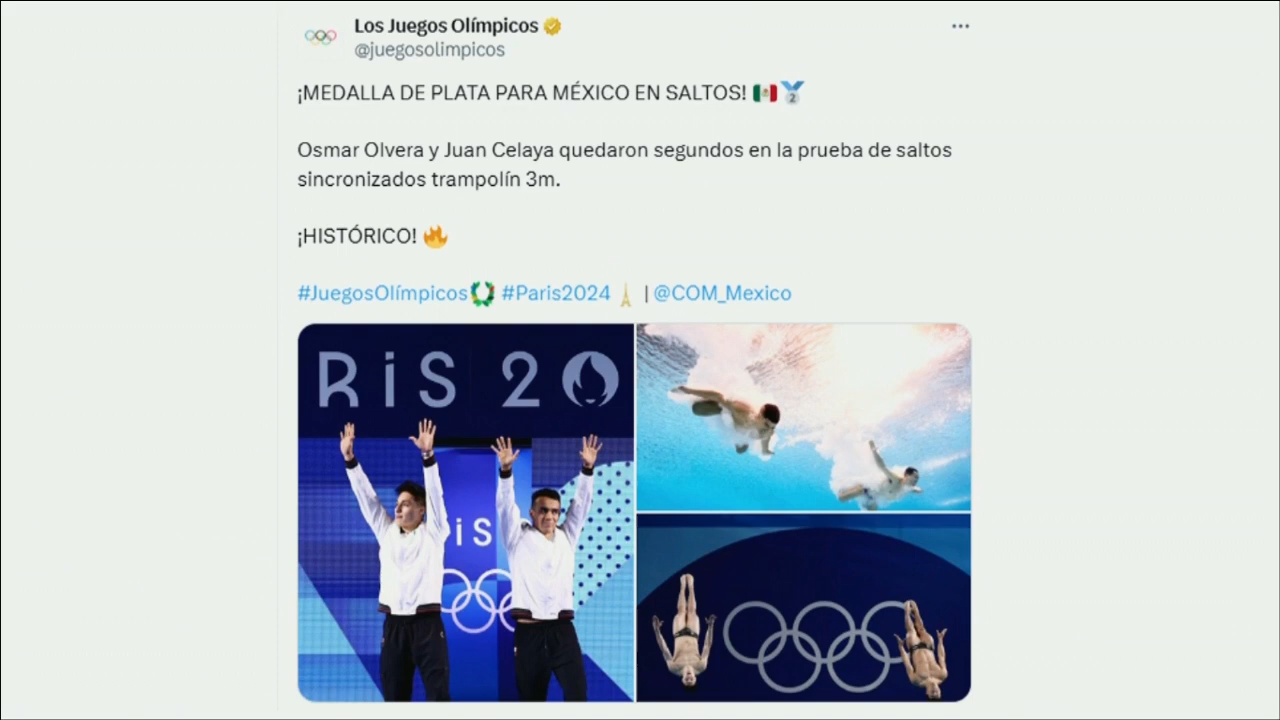 Los Juegos Olímpicos
@juegosolimpicos
¡MEDALLA DE PLATA PARA MÉXICO EN SALTOS! 🇲🇽🥈
Osmar Olvera y Juan Celaya quedaron segundos en la prueba de saltos
sincronizados trampolín 3m.
¡HISTÓRICO! 🔥
#JuegosOlímpicos #Paris2024 | @COM_Mexico
RiS 20
iS